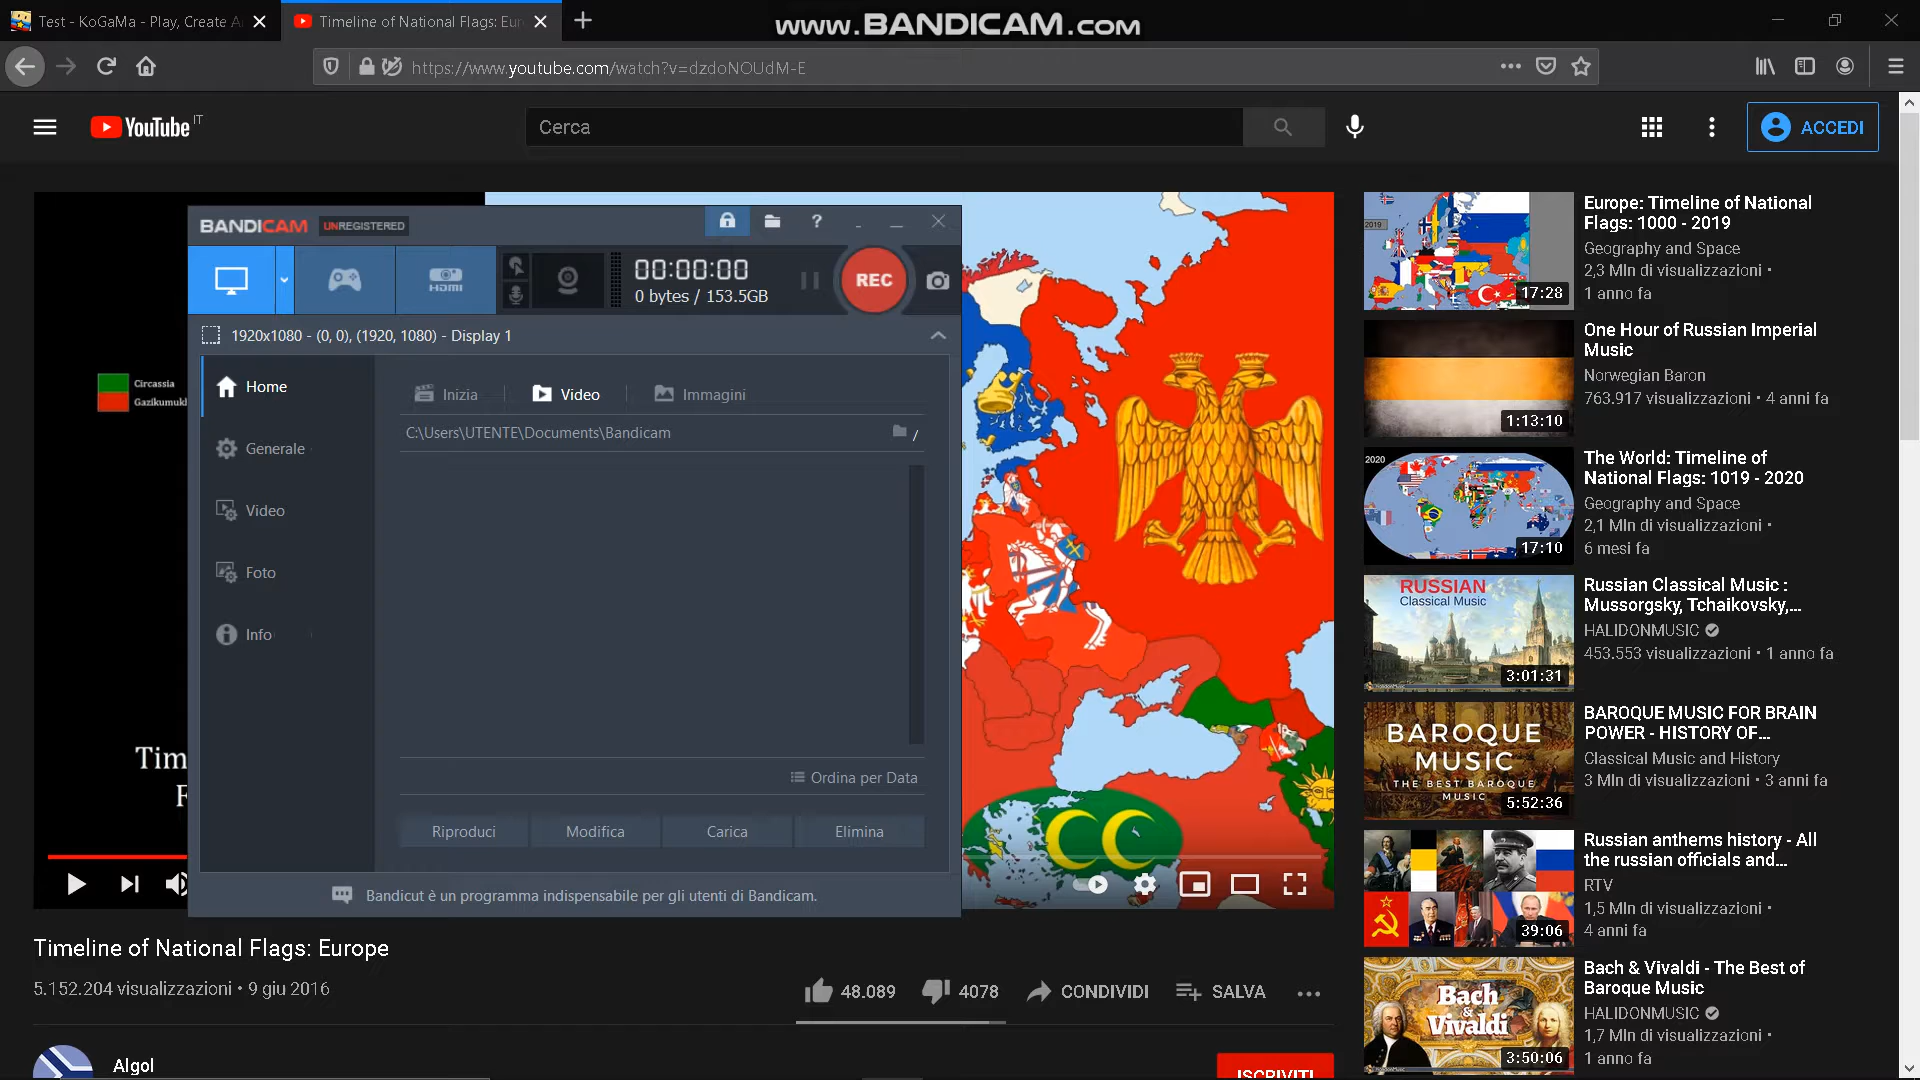 Test - KoGaMa - Play, Create A
Timeline of National Flags: Eur
www.BANDICAM.com
https://www.youtube.com/watch?v=dzdoNOUdM-E
YouTube IT
Cerca
ACCEDI
BANDICAM UNREGISTERED
?
HDMI
00:00:00
0 bytes / 153.5GB
REC
1920x1080 - (0, 0), (1920, 1080) - Display 1
Home
Generale
Video
Foto
Info
Inizia
Video
Immagini
C:\Users\UTENTE\Documents\Bandicam
/
Ordina per Data
Riproduci
Modifica
Carica
Elimina
Bandicut è un programma indispensabile per gli utenti di Bandicam.
Circassia
Gazikumukh
Tim
F
Timeline of National Flags: Europe
5.152.204 visualizzazioni • 9 giu 2016
48.089
4078
CONDIVIDI
SALVA
Algol
ISCRIVITI
2019
17:28
Europe: Timeline of National
Flags: 1000 - 2019
Geography and Space
2,3 Mln di visualizzazioni •
1 anno fa
1:13:10
One Hour of Russian Imperial
Music
Norwegian Baron
763.917 visualizzazioni • 4 anni fa
2020
17:10
The World: Timeline of
National Flags: 1019 - 2020
Geography and Space
2,1 Mln di visualizzazioni •
6 mesi fa
RUSSIAN
Classical Music
3:01:31
Russian Classical Music :
Mussorgsky, Tchaikovsky,...
HALIDONMUSIC
453.553 visualizzazioni • 1 anno fa
BAROQUE
MUSIC
THE BEST BAROQUE
MUSIC
5:52:36
BAROQUE MUSIC FOR BRAIN
POWER - HISTORY OF...
Classical Music and History
3 Mln di visualizzazioni • 3 anni fa
39:06
Russian anthems history - All
the russian officials and...
RTV
1,5 Mln di visualizzazioni •
4 anni fa
Bach
&
Vivaldi
3:50:06
Bach & Vivaldi - The Best of
Baroque Music
HALIDONMUSIC
1,7 Mln di visualizzazioni •
1 anno fa